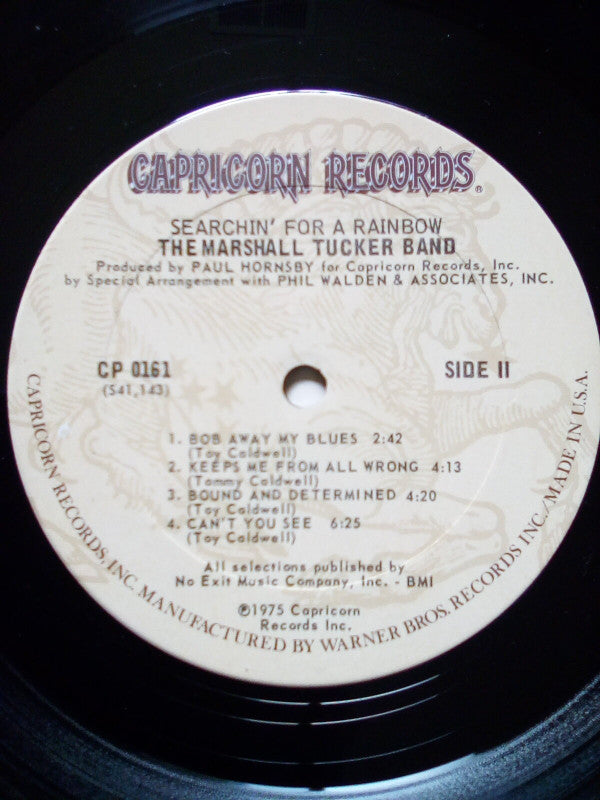 CAPRICORN RECORDS®
SEARCHIN' FOR A RAINBOW
THE MARSHALL TUCKER BAND
Produced by PAUL HORNSBY for Capricorn Records, Inc.
by Special Arrangement with PHIL WALDEN & ASSOCIATES, INC.
CP 0161
SIDE II
(S41,143)
1. BOB AWAY MY BLUES 2:42
(Toy Caldwell)
2. KEEPS ME FROM ALL WRONG 4:13
(Tommy Caldwell)
3. BOUND AND DETERMINED 4:20
(Toy Caldwell)
4. CAN'T YOU SEE 6:25
(Toy Caldwell)
All selections published by
No Exit Music Company, Inc. - BMI
℗1975 Capricorn
Records Inc.
CAPRICORN RECORDS, INC. MANUFACTURED BY WARNER BROS. RECORDS INC./MADE IN U.S.A.